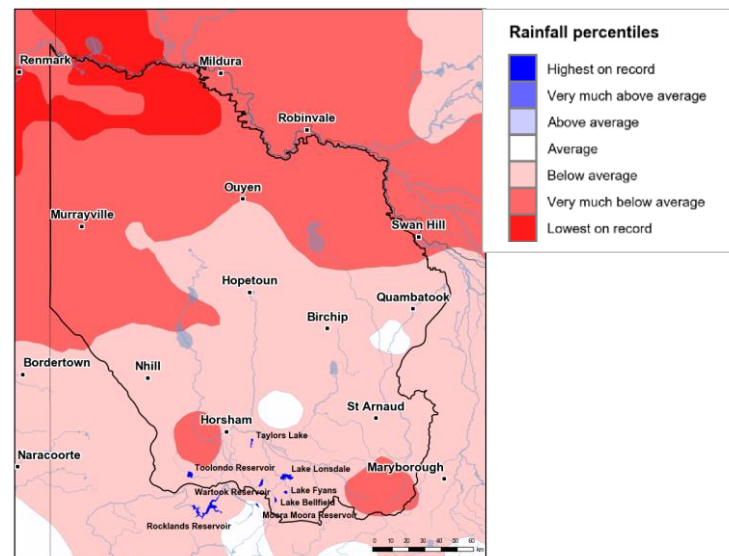 Rainfall percentiles
Highest on record
Very much above average
Above average
Average
Below average
Very much below average
Lowest on record
Renmark
Mildura
Robinvale
Ouyen
Murrayville
Swan Hill
Hopetoun
Quambatook
Birchip
Bordertown
Nhill
St Arnaud
Horsham
Taylors Lake
Naracoorte
Toolondo Reservoir
Lake Lonsdale
Maryborough
Wartook Reservoir
Lake Fyans
Lake Bellfield
Rocklands Reservoir
Moora Moora Reservoir
0 10 20 30 40 50 60
km